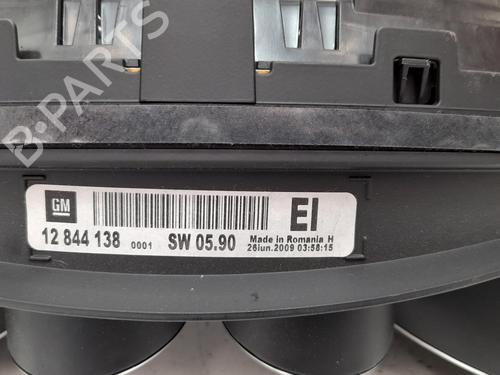 B-PARTS
GM
EI
12 844 138 0001 SW 05.90
Made in Romania H
26iun.2009 03:58:15